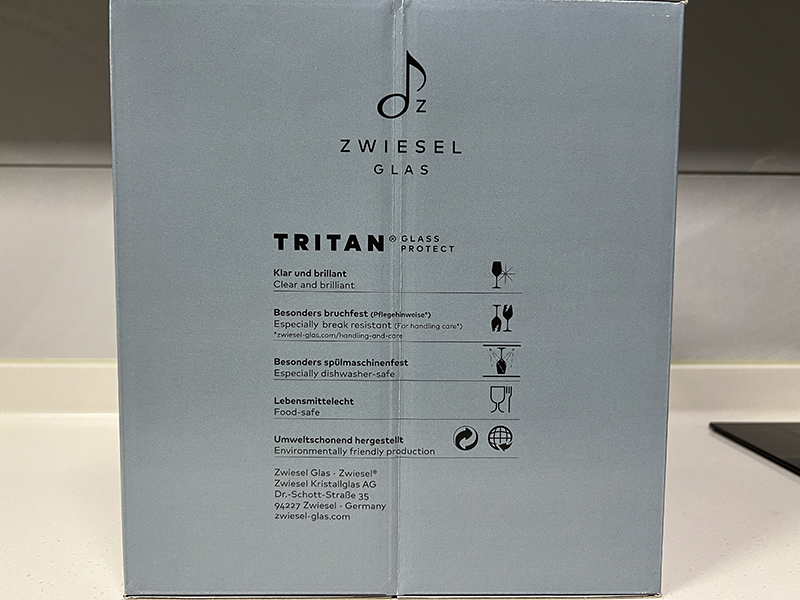 Z
ZWIESEL
GLAS
TRITAN® GLASS
PROTECT
Klar und brillant
Clear and brilliant
Besonders bruchfest (Pflegehinweise*)
Especially break resistant (For handling care*)
*zwiesel-glas.com/handling-and-care
Besonders spülmaschinenfest
Especially dishwasher-safe
Lebensmittelecht
Food-safe
Umweltschonend hergestellt
Environmentally friendly production
Zwiesel Glas · Zwiesel®
Zwiesel Kristallglas AG
Dr.-Schott-Straße 35
94227 Zwiesel · Germany
zwiesel-glas.com